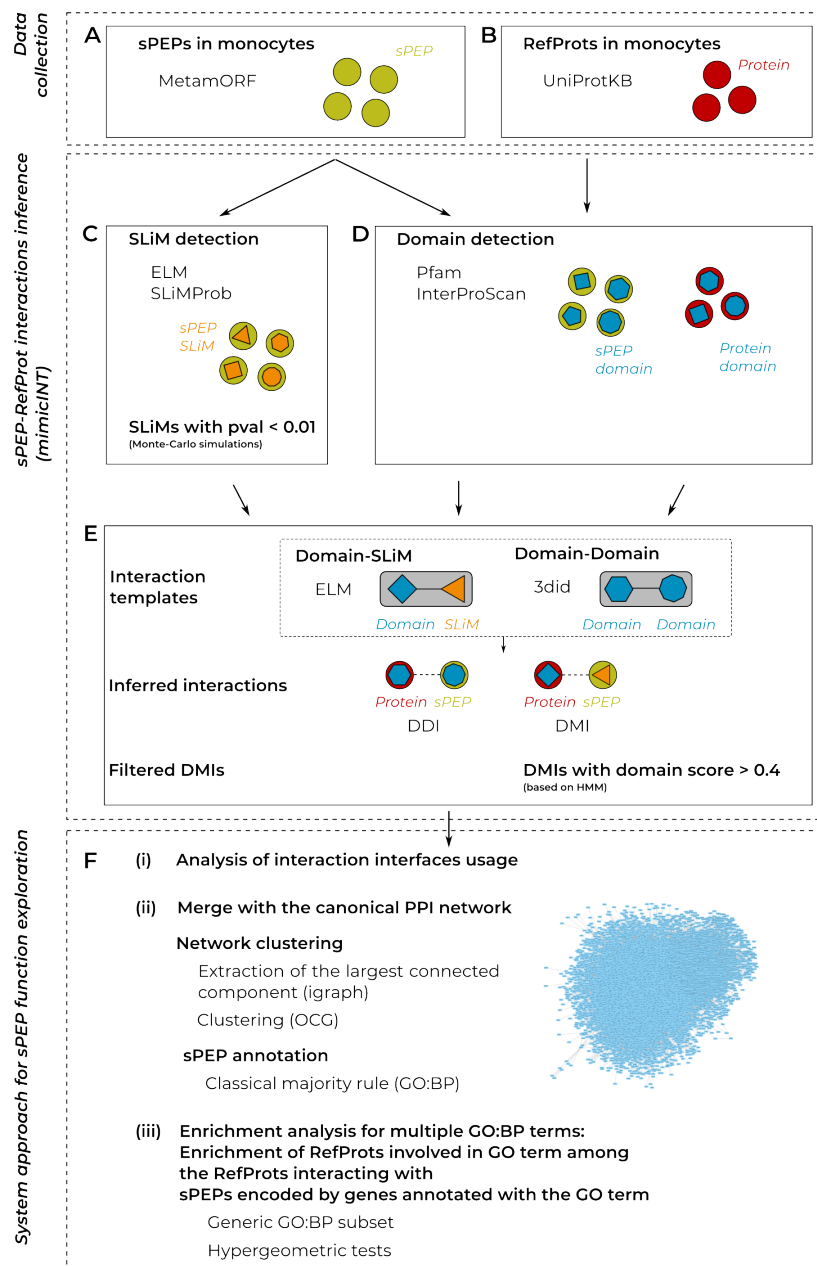 Data
collection
A
sPEPs in monocytes
sPEP
MetamORF
B
RefProts in monocytes
Protein
UniProtKB
sPEP-RefProt interactions inference
(mimicINT)
C
SLiM detection
ELM
SLiMProb
sPEP
SLiM
SLiMs with pval < 0.01
(Monte-Carlo simulations)
D
Domain detection
Pfam
InterProScan
sPEP
domain
Protein
domain
E
Interaction
templates
Domain-SLiM
ELM
Domain SLiM
Domain-Domain
3did
Domain Domain
Inferred interactions
Protein sPEP
DDI
Protein sPEP
DMI
Filtered DMIs
DMIs with domain score > 0.4
(based on HMM)
System approach for sPEP function exploration
F
(i) Analysis of interaction interfaces usage
(ii) Merge with the canonical PPI network
Network clustering
Extraction of the largest connected
component (igraph)
Clustering (OCG)
sPEP annotation
Classical majority rule (GO:BP)
(iii) Enrichment analysis for multiple GO:BP terms:
Enrichment of RefProts involved in GO term among
the RefProts interacting with
sPEPs encoded by genes annotated with the GO term
Generic GO:BP subset
Hypergeometric tests